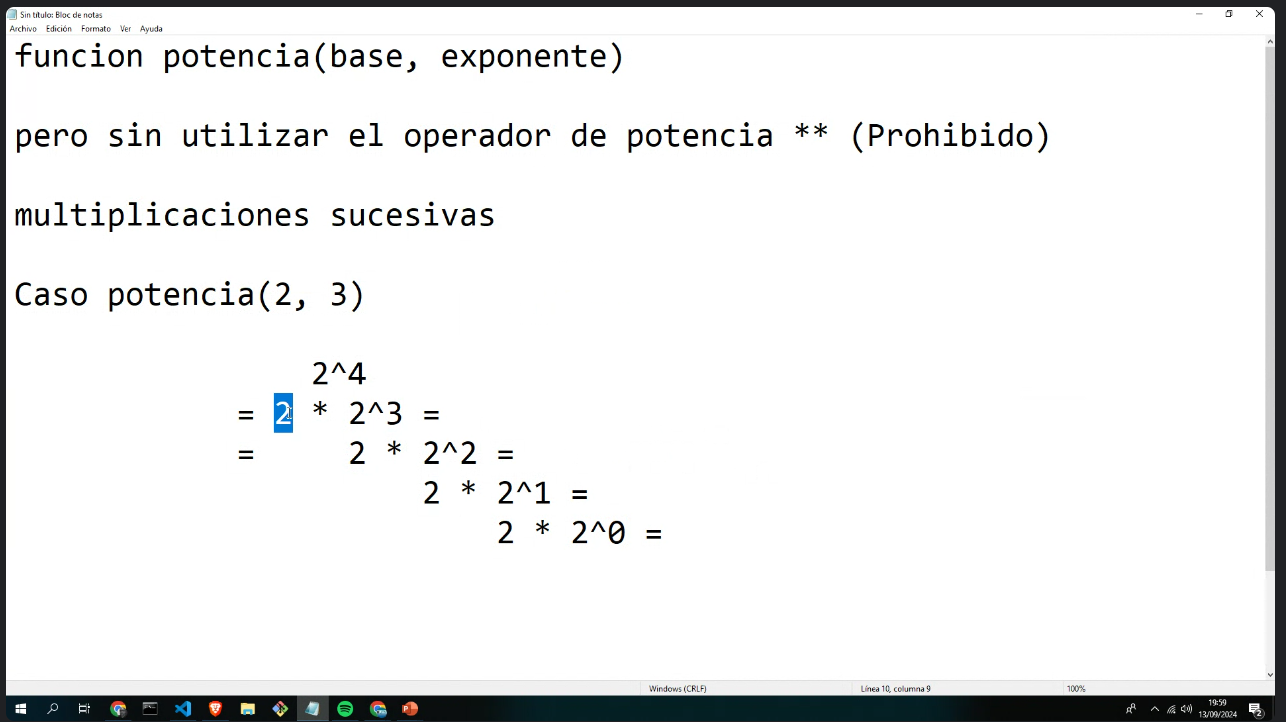 Sin título: Bloc de notas
Archivo Edición Formato Ver Ayuda
funcion potencia(base, exponente)
pero sin utilizar el operador de potencia ** (Prohibido)
multiplicaciones sucesivas
Caso potencia(2, 3)
2^4
= 2 * 2^3 =
= 2 * 2^2 =
2 * 2^1 =
2 * 2^0 =
Windows (CRLF) Línea 10, columna 9 100%
19:59
13/09/2024
2